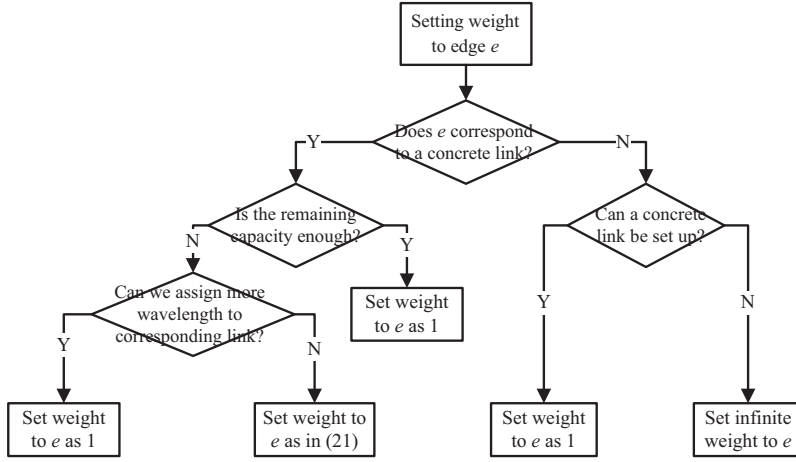 Setting weight
to edge e
Does e correspond
to a concrete link?
Y
N
Is the remaining
capacity enough?
Can a concrete
link be set up?
N
Y
Can we assign more
wavelength to
corresponding link?
Set weight
to e as 1
Y
N
Y
N
Set weight
to e as 1
Set weight to
e as in (21)
Set weight
to e as 1
Set infinite
weight to e